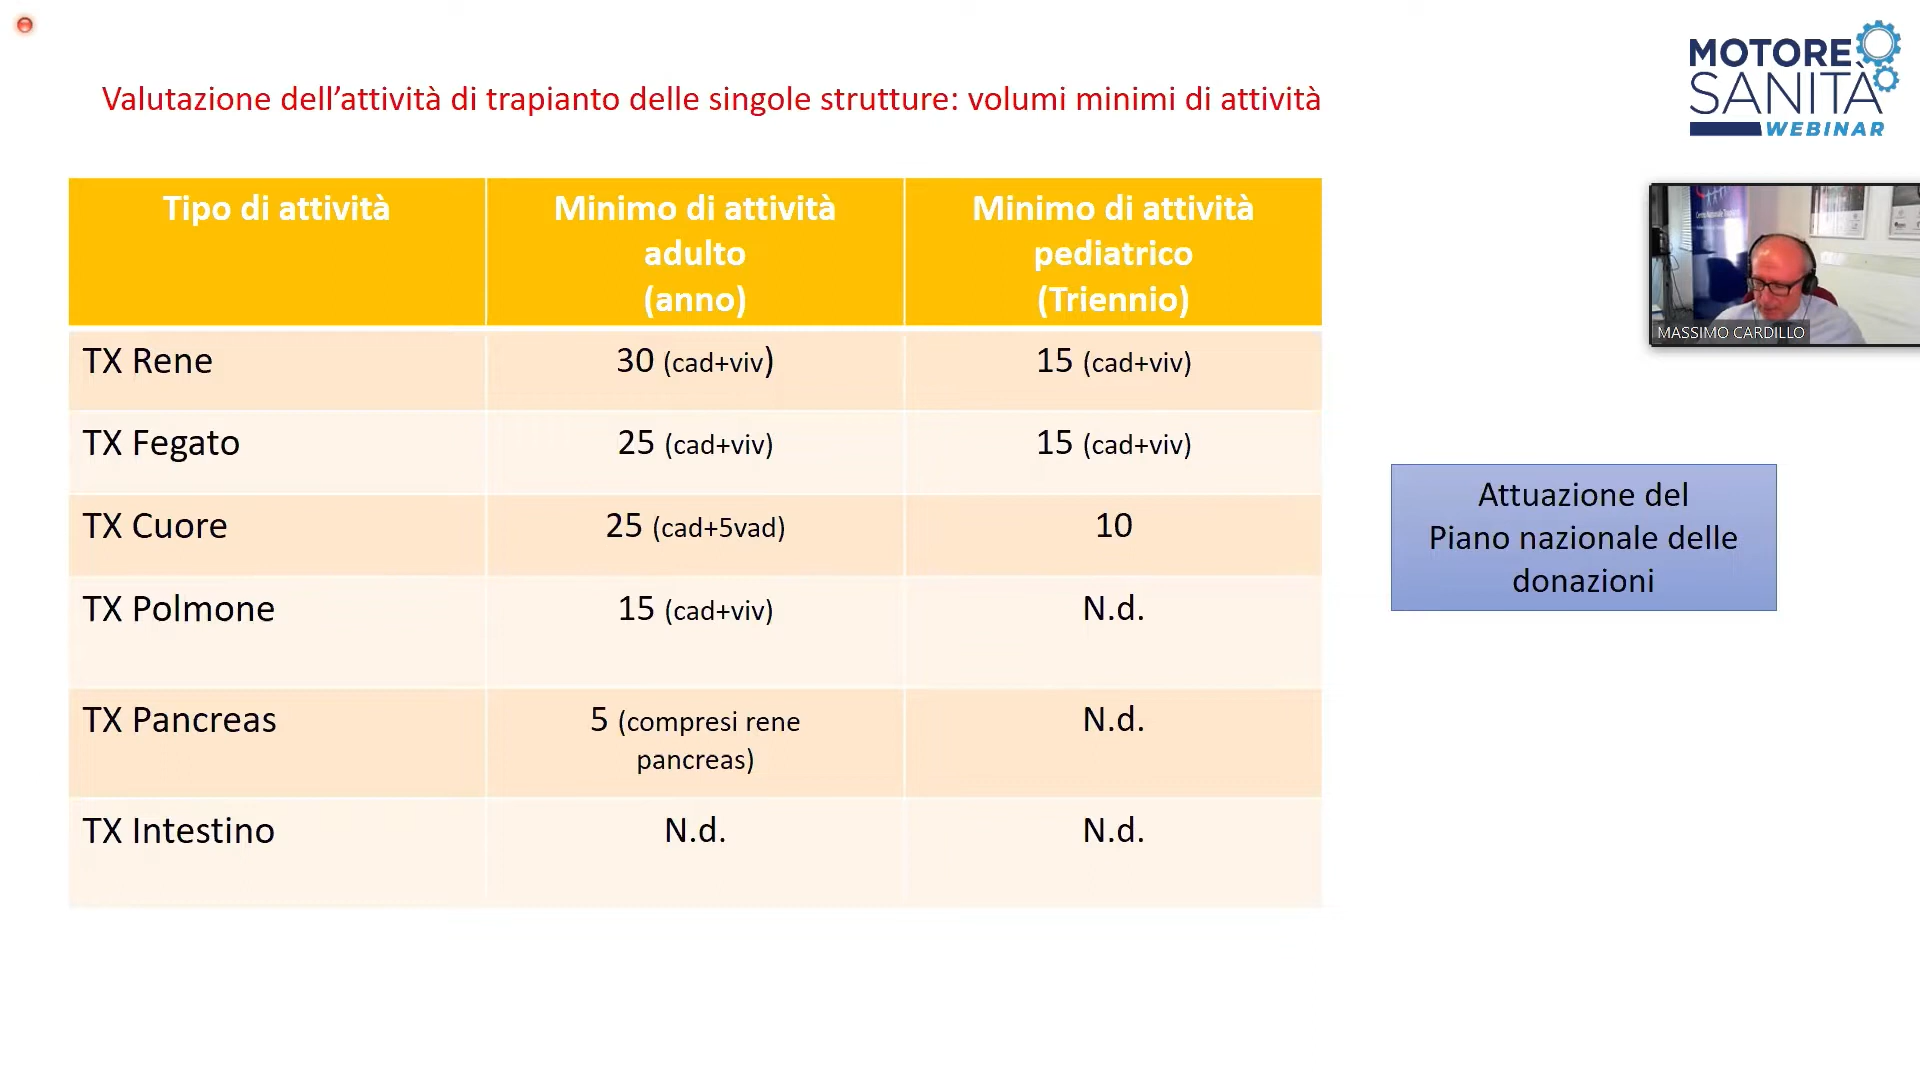 MOTORE
SANITÀ
WEBINAR
Valutazione dell’attività di trapianto delle singole strutture: volumi minimi di attività
Tipo di attività
Minimo di attività
adulto
(anno)
Minimo di attività
pediatrico
(Triennio)
TX Rene
30 (cad+viv)
15 (cad+viv)
TX Fegato
25 (cad+viv)
15 (cad+viv)
TX Cuore
25 (cad+5vad)
10
TX Polmone
15 (cad+viv)
N.d.
TX Pancreas
5 (compresi rene
pancreas)
N.d.
TX Intestino
N.d.
N.d.
MASSIMO CARDILLO
Attuazione del
Piano nazionale delle
donazioni